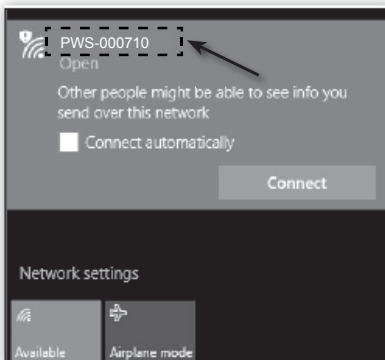 PWS-000710
Open
Other people might be able to see info you
send over this network
Connect automatically
Connect
Network settings
Available
Airplane mode